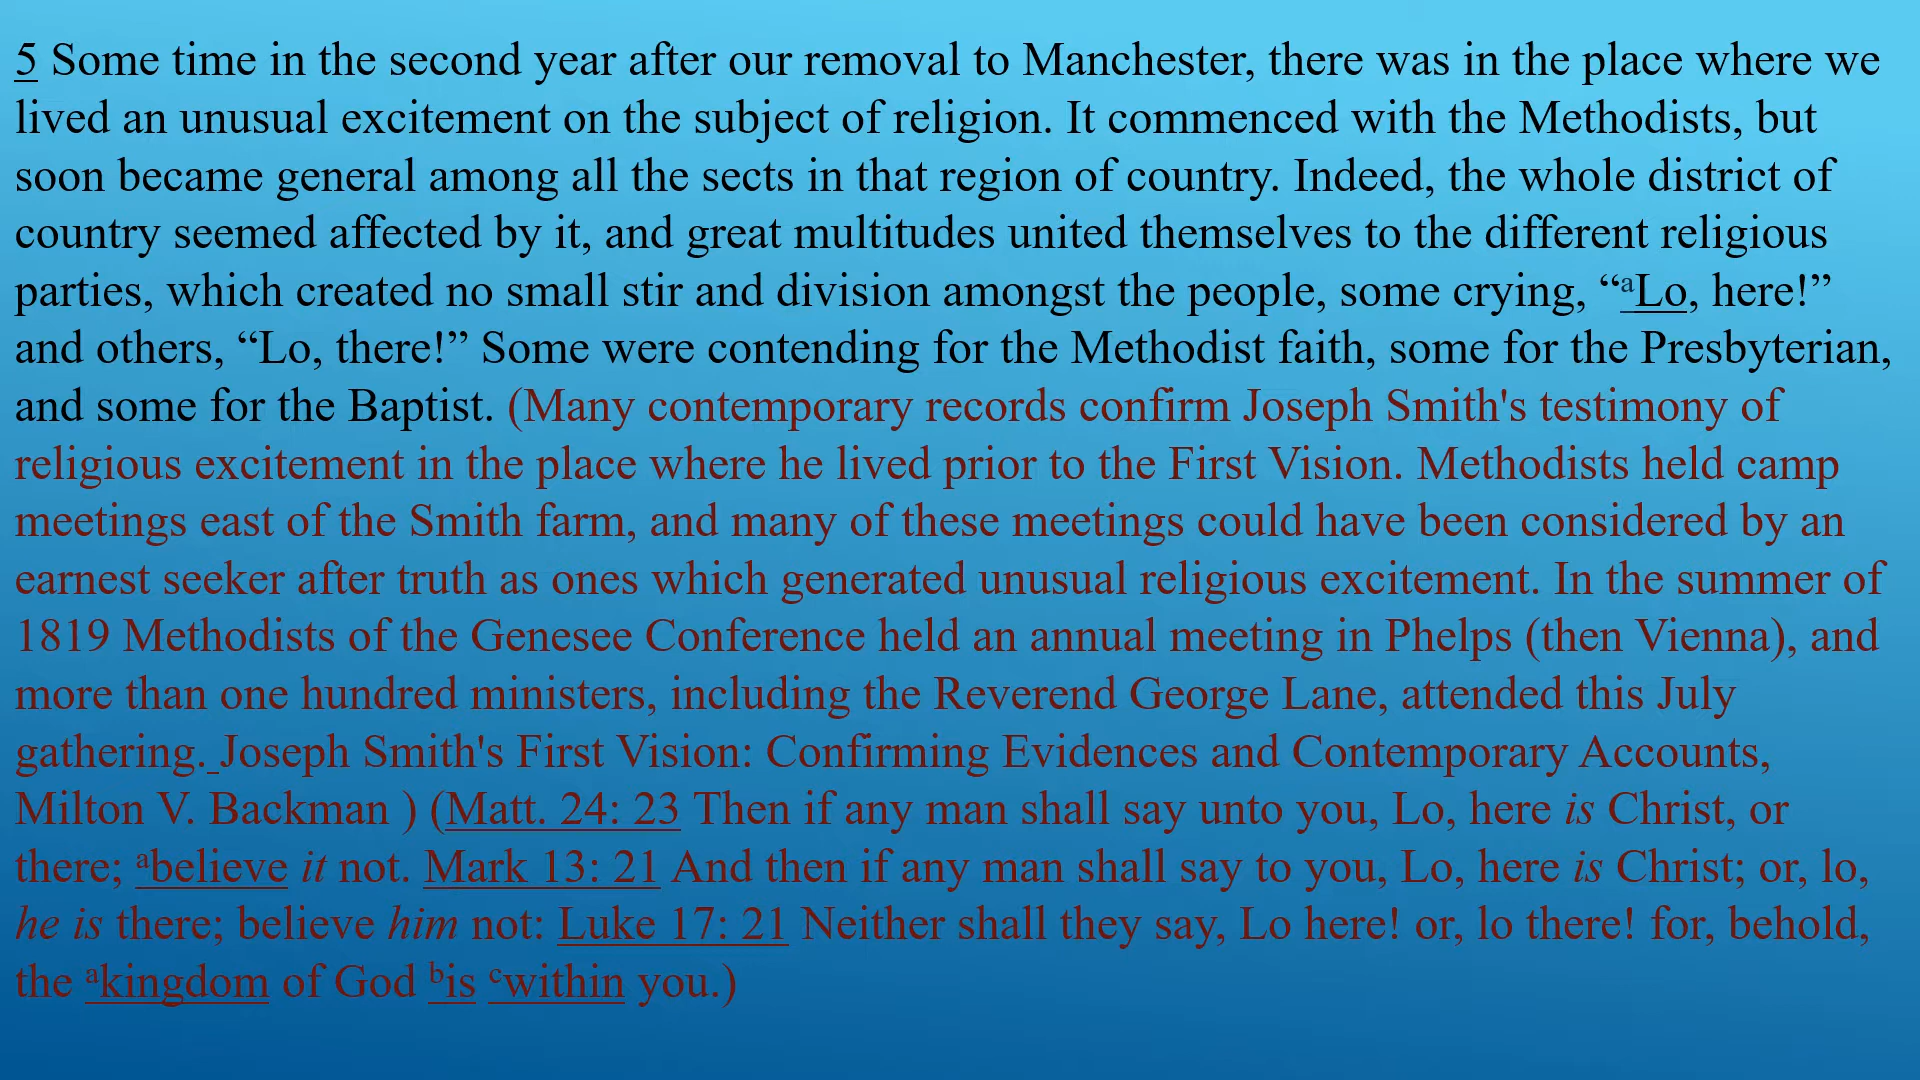 5 Some time in the second year after our removal to Manchester, there was in the place where we
lived an unusual excitement on the subject of religion. It commenced with the Methodists, but
soon became general among all the sects in that region of country. Indeed, the whole district of
country seemed affected by it, and great multitudes united themselves to the different religious
parties, which created no small stir and division amongst the people, some crying, “aLo, here!”
and others, “Lo, there!” Some were contending for the Methodist faith, some for the Presbyterian,
and some for the Baptist. (Many contemporary records confirm Joseph Smith's testimony of
religious excitement in the place where he lived prior to the First Vision. Methodists held camp
meetings east of the Smith farm, and many of these meetings could have been considered by an
earnest seeker after truth as ones which generated unusual religious excitement. In the summer of
1819 Methodists of the Genesee Conference held an annual meeting in Phelps (then Vienna), and
more than one hundred ministers, including the Reverend George Lane, attended this July
gathering. Joseph Smith's First Vision: Confirming Evidences and Contemporary Accounts,
Milton V. Backman ) (Matt. 24: 23 Then if any man shall say unto you, Lo, here is Christ, or
there; abelieve it not. Mark 13: 21 And then if any man shall say to you, Lo, here is Christ; or, lo,
he is there; believe him not: Luke 17: 21 Neither shall they say, Lo here! or, lo there! for, behold,
the akingdom of God bis cwithin you.)